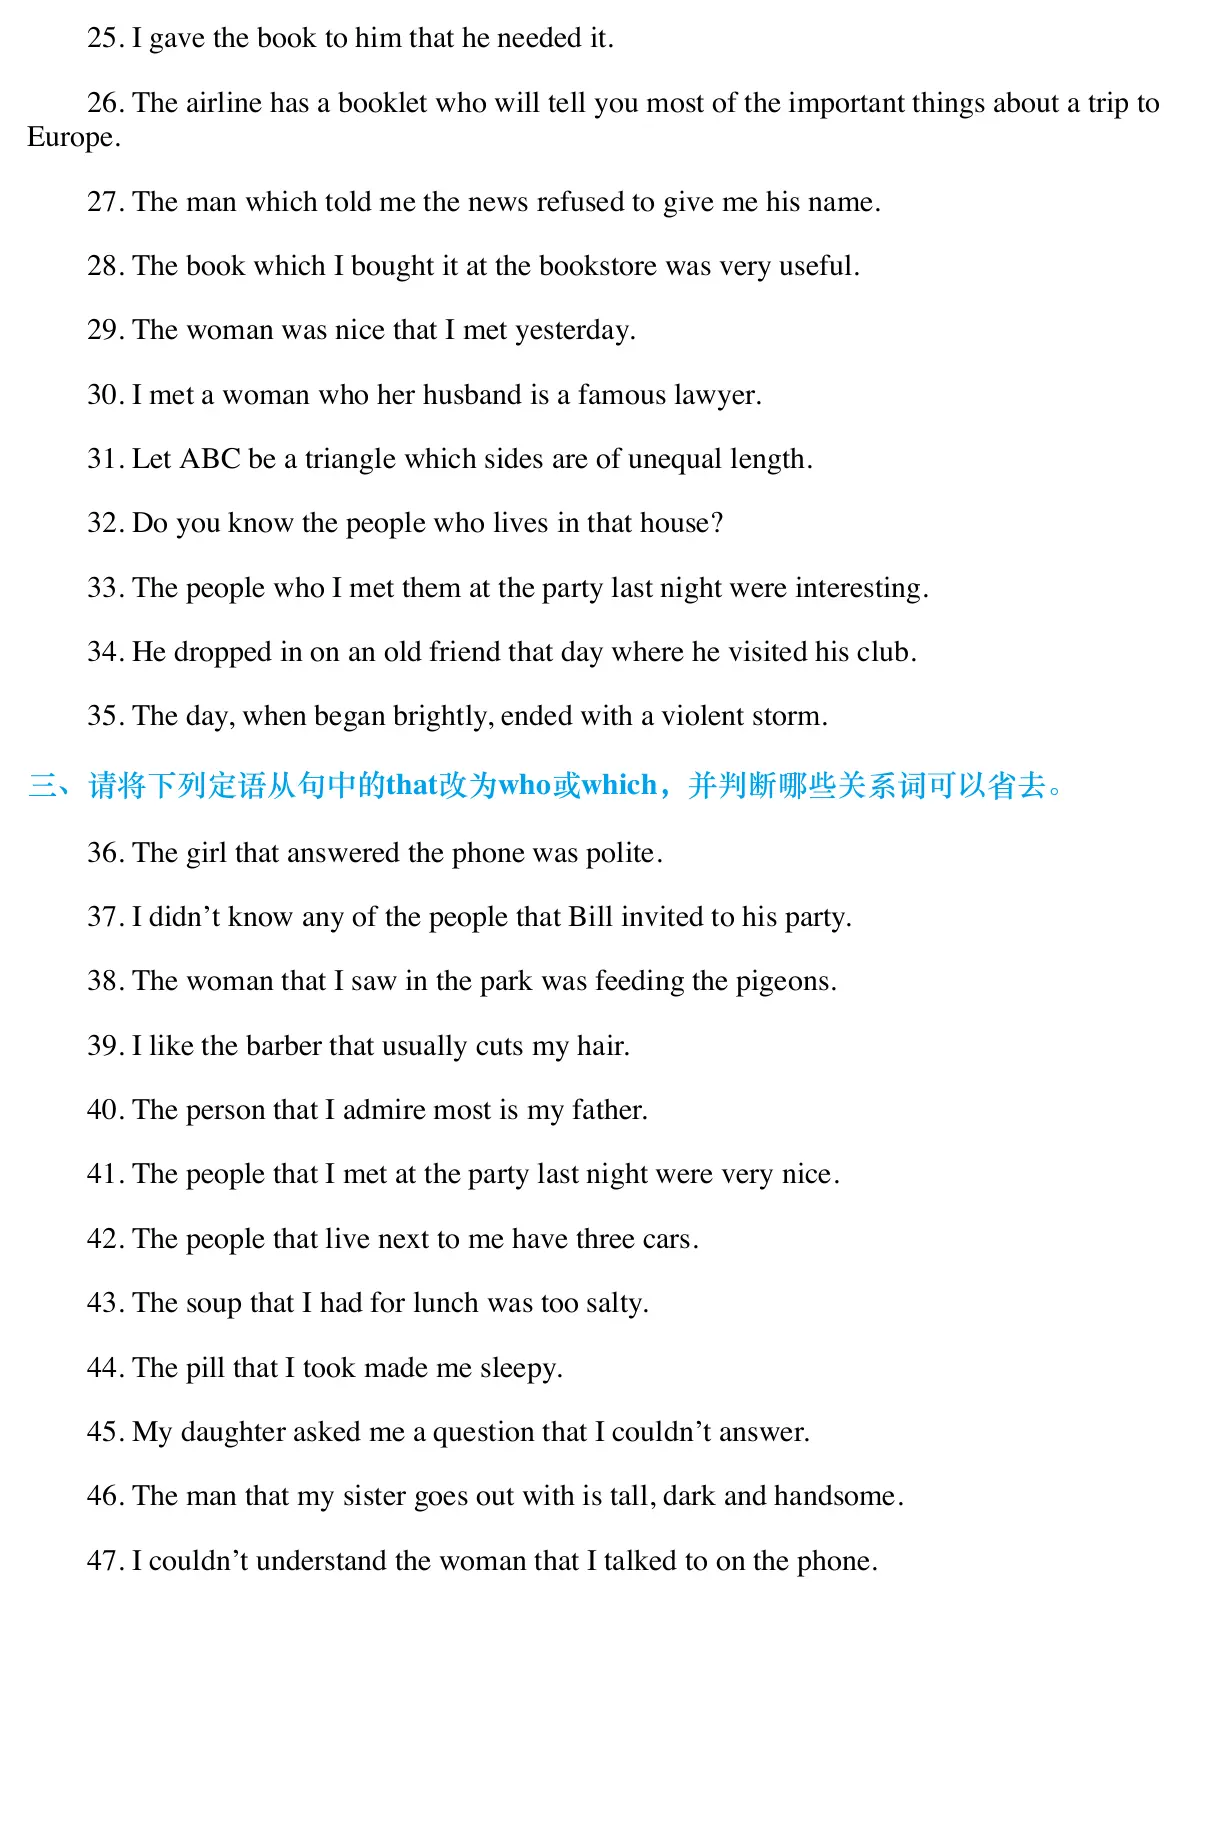 25. I gave the book to him that he needed it.
26. The airline has a booklet who will tell you most of the important things about a trip to
Europe.
27. The man which told me the news refused to give me his name.
28. The book which I bought it at the bookstore was very useful.
29. The woman was nice that I met yesterday.
30. I met a woman who her husband is a famous lawyer.
31. Let ABC be a triangle which sides are of unequal length.
32. Do you know the people who lives in that house?
33. The people who I met them at the party last night were interesting.
34. He dropped in on an old friend that day where he visited his club.
35. The day, when began brightly, ended with a violent storm.
三、请将下列定语从句中的that改为who或which，并判断哪些关系词可以省去。
36. The girl that answered the phone was polite.
37. I didn’t know any of the people that Bill invited to his party.
38. The woman that I saw in the park was feeding the pigeons.
39. I like the barber that usually cuts my hair.
40. The person that I admire most is my father.
41. The people that I met at the party last night were very nice.
42. The people that live next to me have three cars.
43. The soup that I had for lunch was too salty.
44. The pill that I took made me sleepy.
45. My daughter asked me a question that I couldn’t answer.
46. The man that my sister goes out with is tall, dark and handsome.
47. I couldn’t understand the woman that I talked to on the phone.